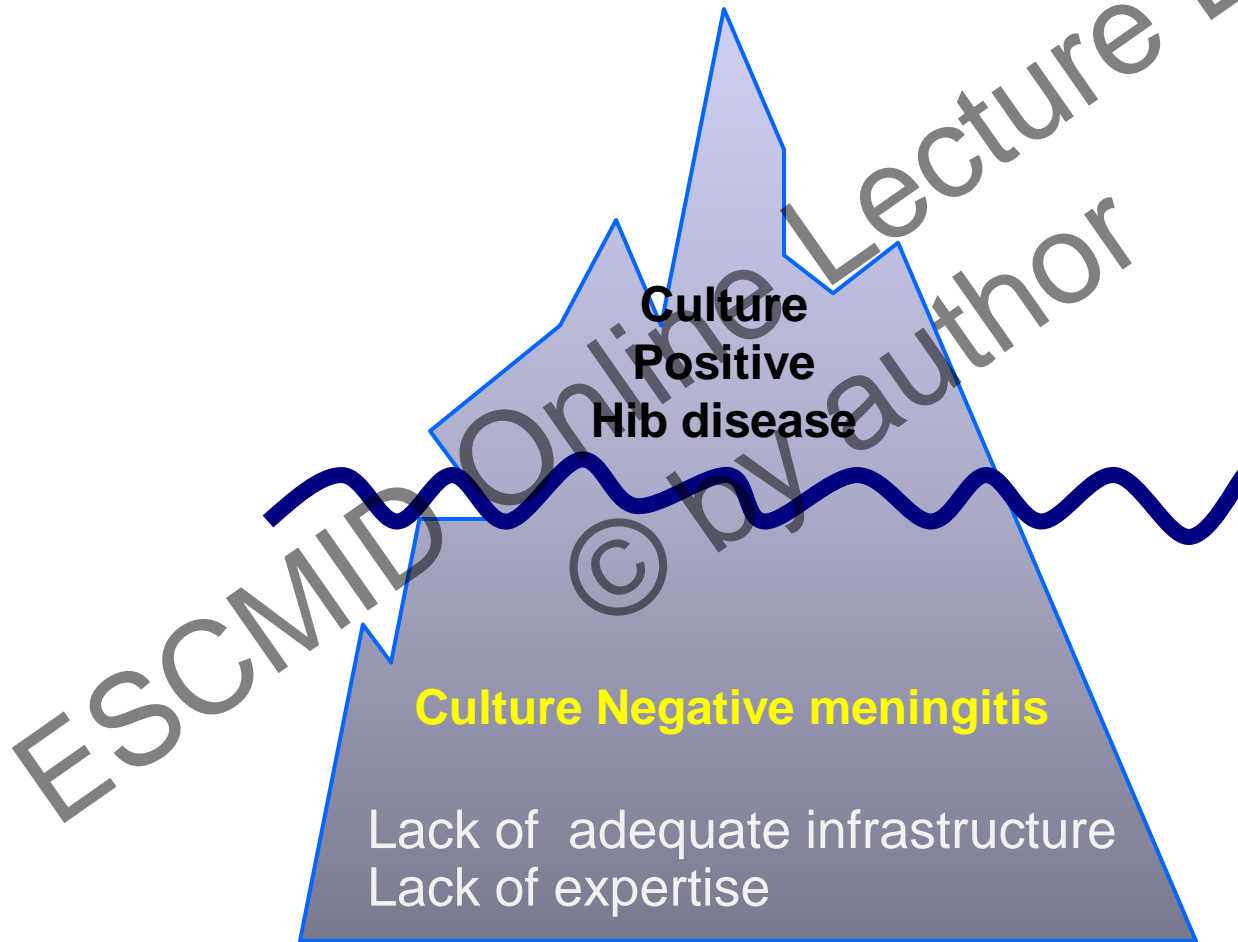 Culture
Positive
Hib disease
Culture Negative meningitis
Lack of  adequate infrastructure
Lack of expertise
ESCMID Online Lecture
© by author